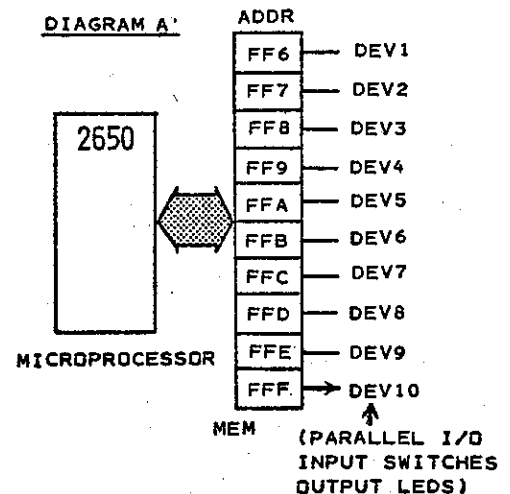 DIAGRAM A'
ADDR
FF6 DEV1
FF7 DEV2
2650
FF8 DEV3
FF9 DEV4
FFA DEV5
FFB DEV6
FFC DEV7
FFD DEV8
MICROPROCESSOR
FFE DEV9
FFF DEV10
MEM
(PARALLEL I/O
INPUT SWITCHES
OUTPUT LEDS)